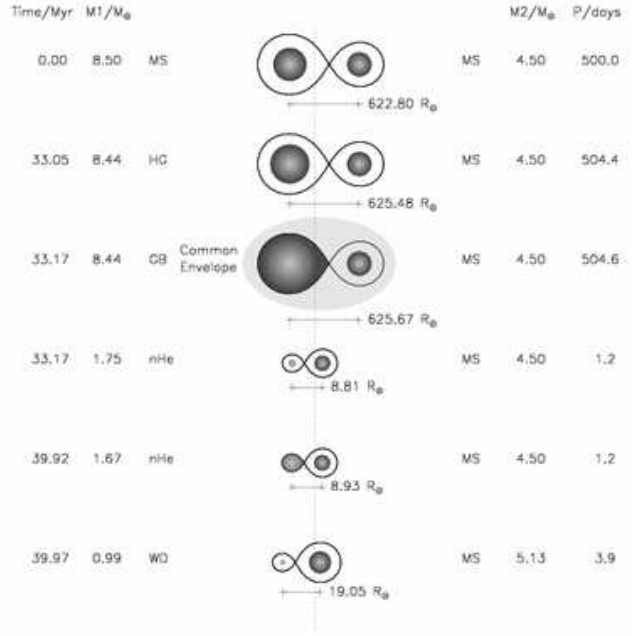 Time/Myr M1/M⊙ M2/M⊙ P/days
0.00 8.50 MS MS 4.50 500.0
622.80 R⊙
33.05 8.44 HG MS 4.50 504.4
625.48 R⊙
33.17 8.44 GB Common Envelope MS 4.50 504.6
625.67 R⊙
33.17 1.75 nHe MS 4.50 1.2
8.81 R⊙
39.92 1.67 nHe MS 4.50 1.2
8.93 R⊙
39.97 0.99 WD MS 5.13 3.9
19.05 R⊙